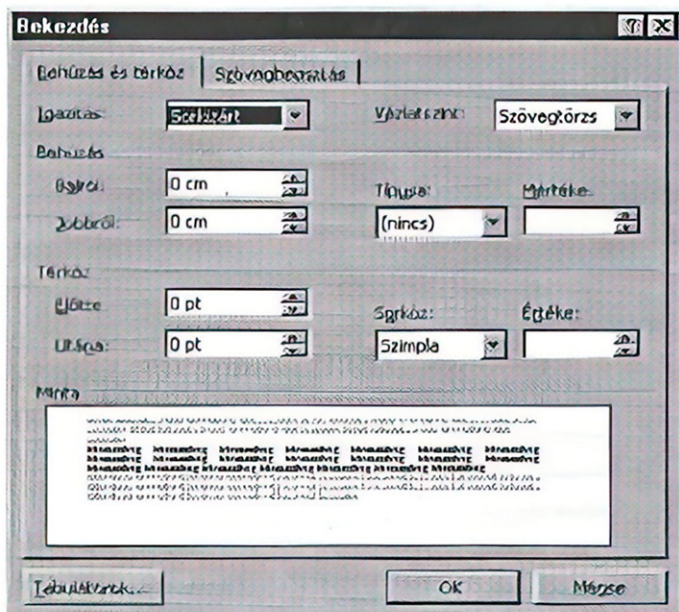 Bekezdés
Behúzás és térköz Szövegbeosztás
Igazítás: Sorkizárt Vázlatszint: Szövegtörzs
Behúzás
Balról: 0 cm Típusa: Mértéke:
Jobbról: 0 cm (nincs)
Térköz
Előtte: 0 pt Sorköz: Értéke:
Utána: 0 pt Szimpla
Minta
Tabulátorok... OK Mégse